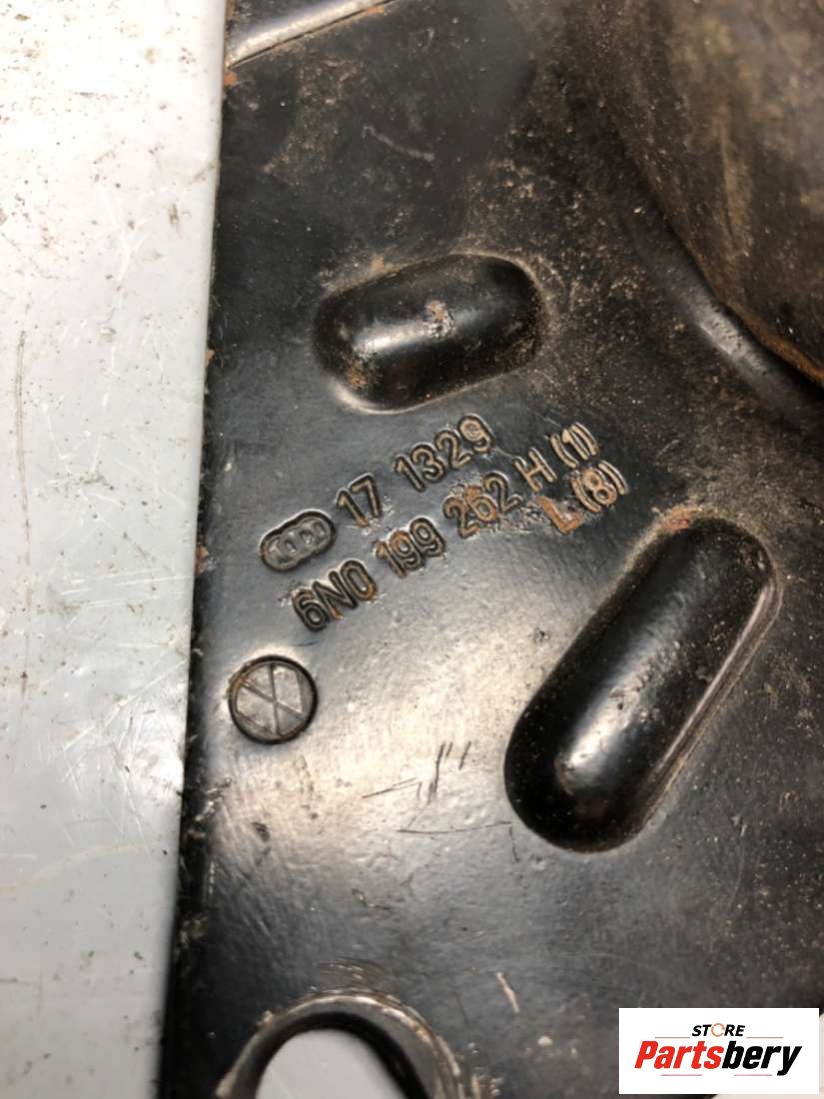 17 1329
6N0 199 262 H (1)
L (8)
STORE
Partsbery